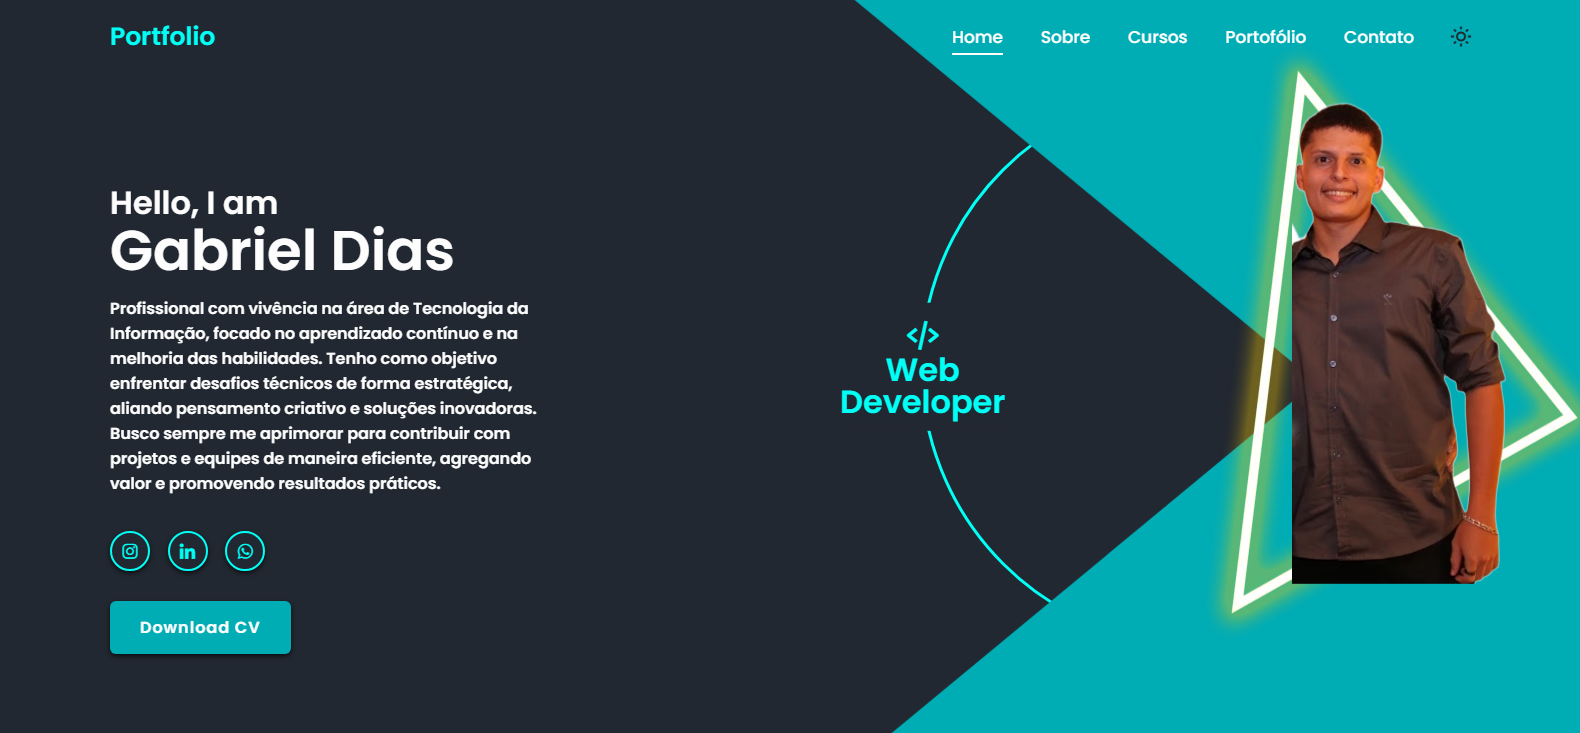 Portfolio
Home Sobre Cursos Portofólio Contato
Hello, I am
Gabriel Dias
Profissional com vivência na área de Tecnologia da
Informação, focado no aprendizado contínuo e na
melhoria das habilidades. Tenho como objetivo
enfrentar desafios técnicos de forma estratégica,
aliando pensamento criativo e soluções inovadoras.
Busco sempre me aprimorar para contribuir com
projetos e equipes de maneira eficiente, agregando
valor e promovendo resultados práticos.
Download CV
</>
Web
Developer